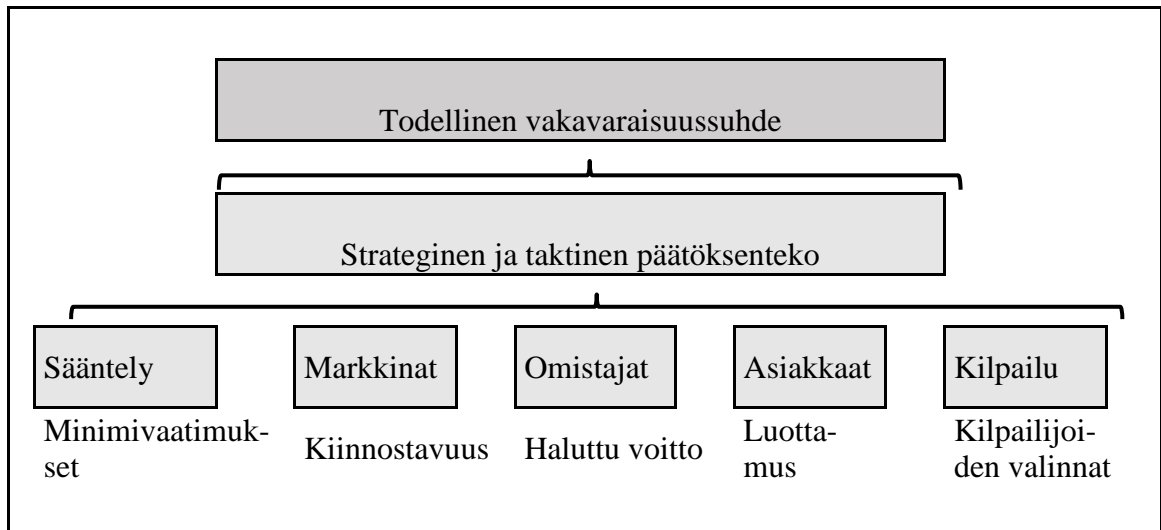 Todellinen vakavaraisuussuhde
Strateginen ja taktinen päätöksenteko
Sääntely
Markkinat
Omistajat
Asiakkaat
Kilpailu
Minimivaatimuk-
set
Kiinnostavuus
Haluttu voitto
Luotta-
mus
Kilpailijoi-
den valinnat